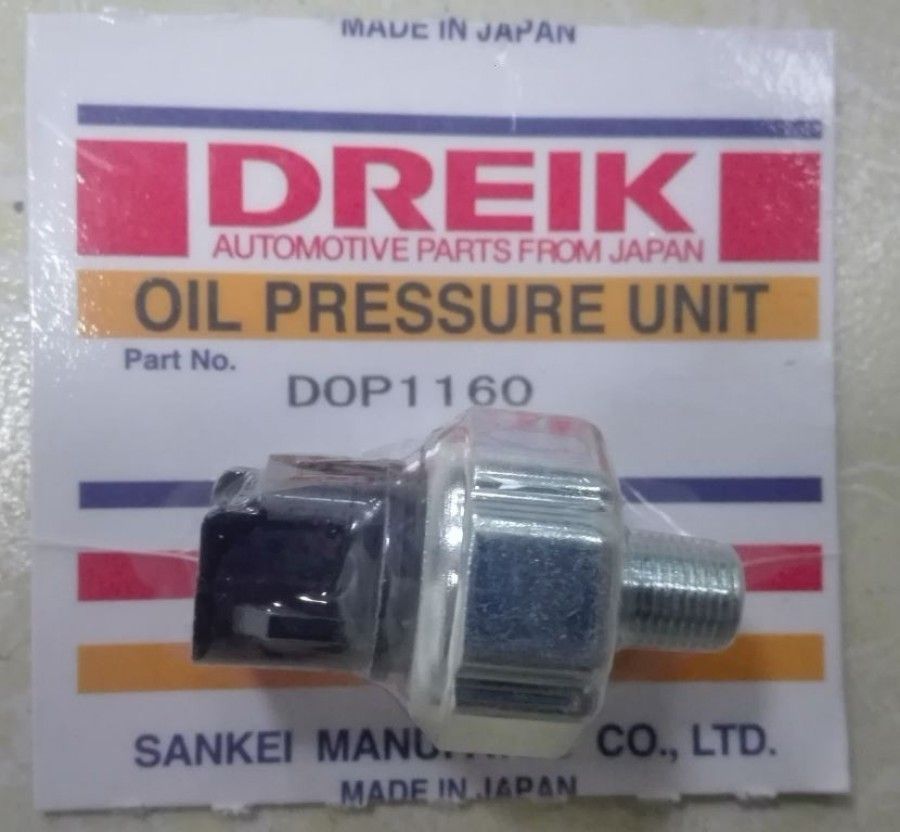 MADE IN JAPAN
DREIK
AUTOMOTIVE PARTS FROM JAPAN
OIL PRESSURE UNIT
Part No.
DOP1160
SANKEI CO., LTD.
MADE IN JAPAN